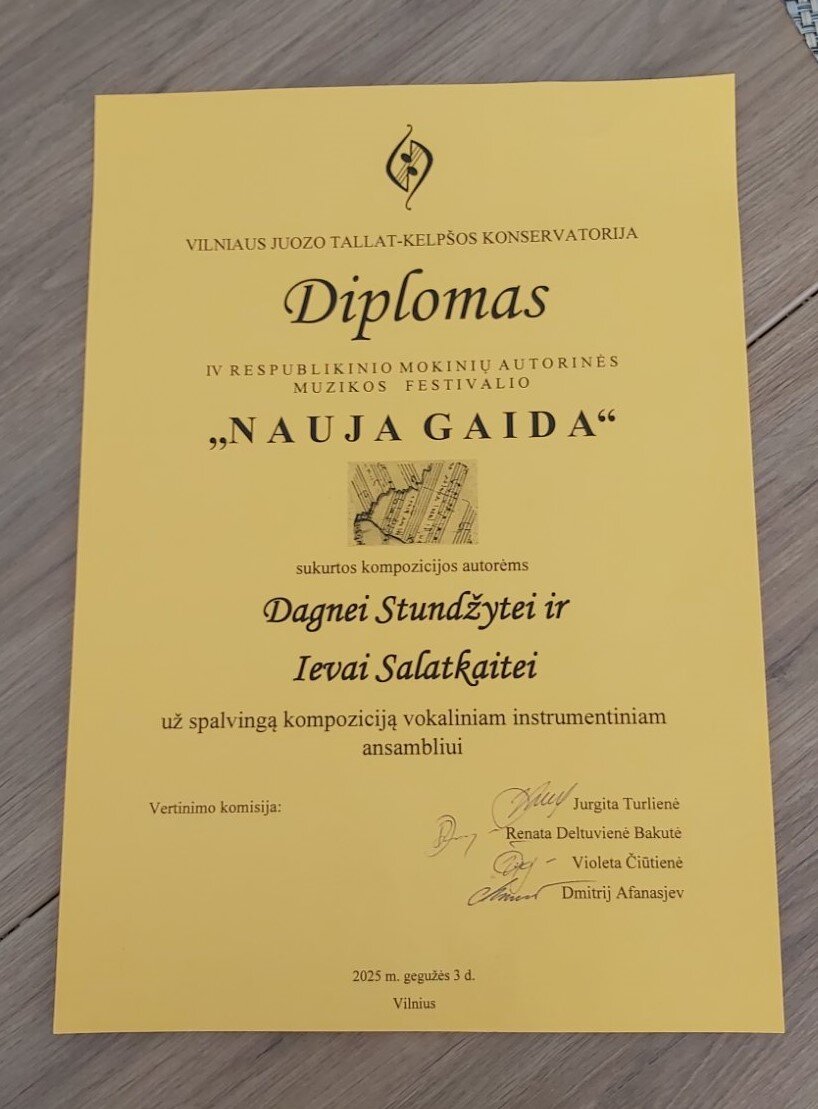 VILNIAUS JUOZO TALLAT-KELPŠOS KONSERVATORIJA
Diplomas
IV RESPUBLIKINIO MOKINIŲ AUTORINĖS
MUZIKOS FESTIVALIO
„NAUJA GAIDA“
sukurtos kompozicijos autorėms
Dagnei Stundžytei ir
Ievai Salatkaitei
už spalvingą kompoziciją vokaliniam instrumentiniam
ansambliui
Vertinimo komisija:
Jurgita Turlienė
Renata Deltuvienė Bakutė
Violeta Čiūtienė
Dmitrij Afanasjev
2025 m. gegužės 3 d.
Vilnius